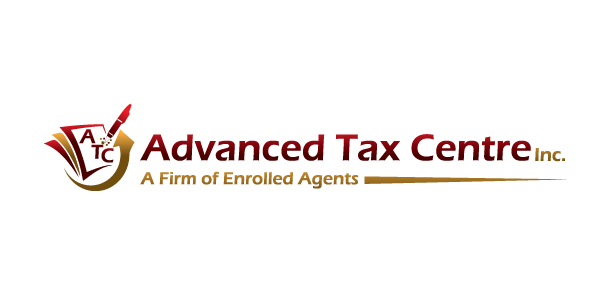 ATC
Advanced Tax Centre Inc.
A Firm of Enrolled Agents